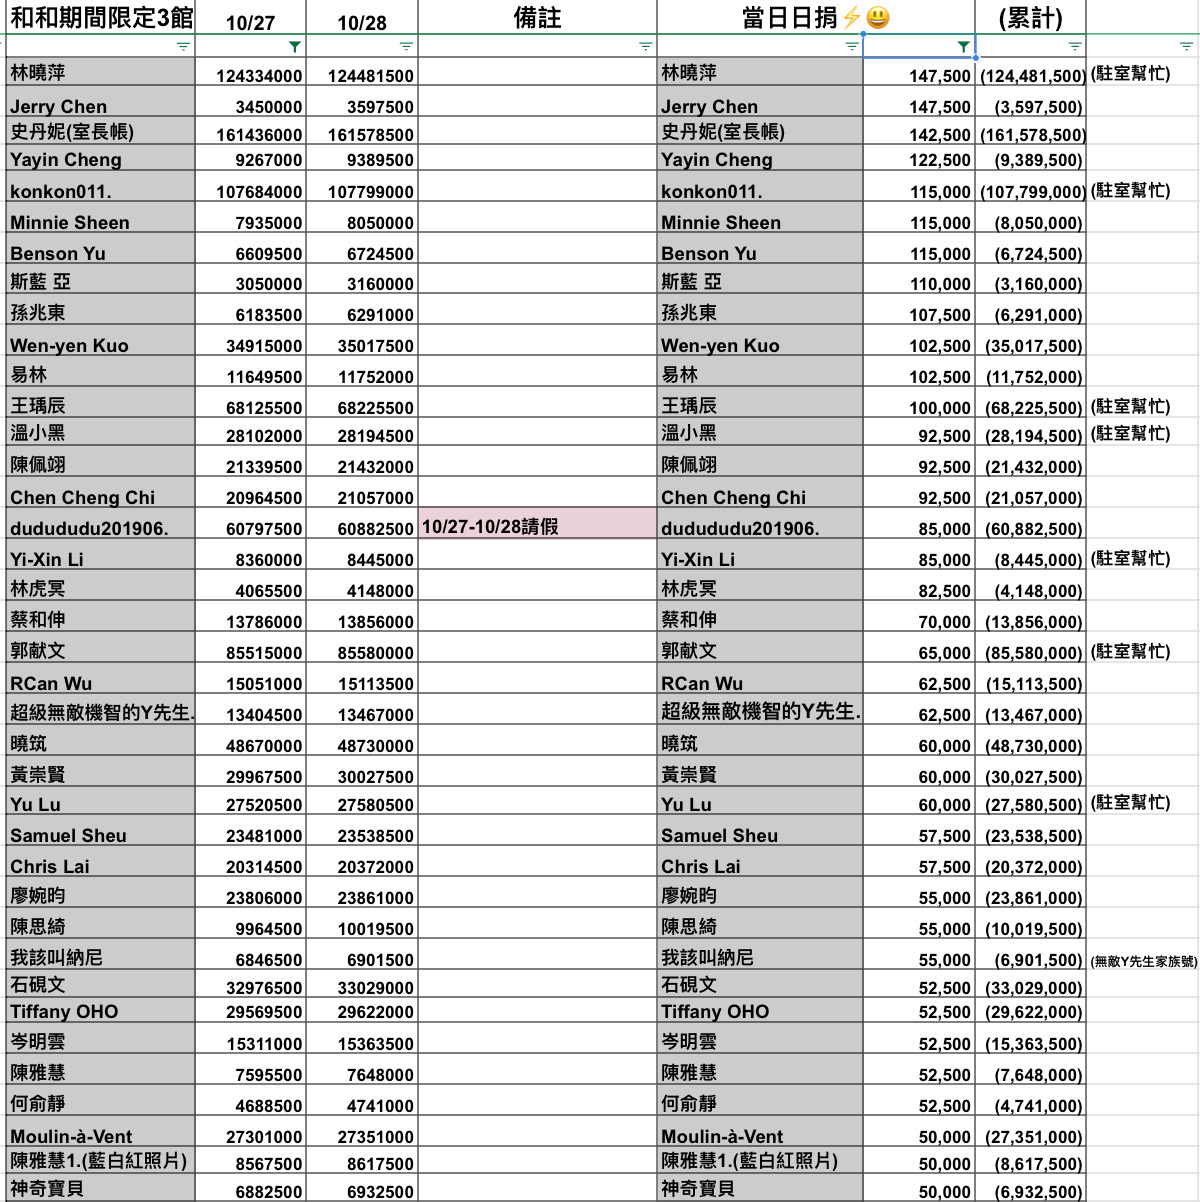 和和期間限定3館 10/27 10/28 備註 當日日捐⚡😃 (累計)
林曉萍 124334000 124481500 林曉萍 147,500 (124,481,500) (駐室幫忙)
Jerry Chen 3450000 3597500 Jerry Chen 147,500 (3,597,500)
史丹妮(室長帳) 161436000 161578500 史丹妮(室長帳) 142,500 (161,578,500)
Yayin Cheng 9267000 9389500 Yayin Cheng 122,500 (9,389,500)
konkon011. 107684000 107799000 konkon011. 115,000 (107,799,000) (駐室幫忙)
Minnie Sheen 7935000 8050000 Minnie Sheen 115,000 (8,050,000)
Benson Yu 6609500 6724500 Benson Yu 115,000 (6,724,500)
斯藍 亞 3050000 3160000 斯藍 亞 110,000 (3,160,000)
孫兆東 6183500 6291000 孫兆東 107,500 (6,291,000)
Wen-yen Kuo 34915000 35017500 Wen-yen Kuo 102,500 (35,017,500)
易林 11649500 11752000 易林 102,500 (11,752,000)
王瑀辰 68125500 68225500 王瑀辰 100,000 (68,225,500) (駐室幫忙)
溫小黑 28102000 28194500 溫小黑 92,500 (28,194,500) (駐室幫忙)
陳佩翊 21339500 21432000 陳佩翊 92,500 (21,432,000)
Chen Cheng Chi 20964500 21057000 Chen Cheng Chi 92,500 (21,057,000)
dudududu201906. 60797500 60882500 10/27-10/28請假 dudududu201906. 85,000 (60,882,500)
Yi-Xin Li 8360000 8445000 Yi-Xin Li 85,000 (8,445,000) (駐室幫忙)
林虎冥 4065500 4148000 林虎冥 82,500 (4,148,000)
蔡和伸 13786000 13856000 蔡和伸 70,000 (13,856,000)
郭献文 85515000 85580000 郭献文 65,000 (85,580,000) (駐室幫忙)
RCan Wu 15051000 15113500 RCan Wu 62,500 (15,113,500)
超級無敵機智的Y先生. 13404500 13467000 超級無敵機智的Y先生. 62,500 (13,467,000)
曉筑 48670000 48730000 曉筑 60,000 (48,730,000)
黃崇賢 29967500 30027500 黃崇賢 60,000 (30,027,500)
Yu Lu 27520500 27580500 Yu Lu 60,000 (27,580,500) (駐室幫忙)
Samuel Sheu 23481000 23538500 Samuel Sheu 57,500 (23,538,500)
Chris Lai 20314500 20372000 Chris Lai 57,500 (20,372,000)
廖婉昀 23806000 23861000 廖婉昀 55,000 (23,861,000)
陳思綺 9964500 10019500 陳思綺 55,000 (10,019,500)
我該叫納尼 6846500 6901500 我該叫納尼 55,000 (6,901,500) (無敵Y先生家族號)
石硯文 32976500 33029000 石硯文 52,500 (33,029,000)
Tiffany OHO 29569500 29622000 Tiffany OHO 52,500 (29,622,000)
岑明雲 15311000 15363500 岑明雲 52,500 (15,363,500)
陳雅慧 7595500 7648000 陳雅慧 52,500 (7,648,000)
何俞靜 4688500 4741000 何俞靜 52,500 (4,741,000)
Moulin-à-Vent 27301000 27351000 Moulin-à-Vent 50,000 (27,351,000)
陳雅慧1.(藍白紅照片) 8567500 8617500 陳雅慧1.(藍白紅照片) 50,000 (8,617,500)
神奇寶貝 6882500 6932500 神奇寶貝 50,000 (6,932,500)